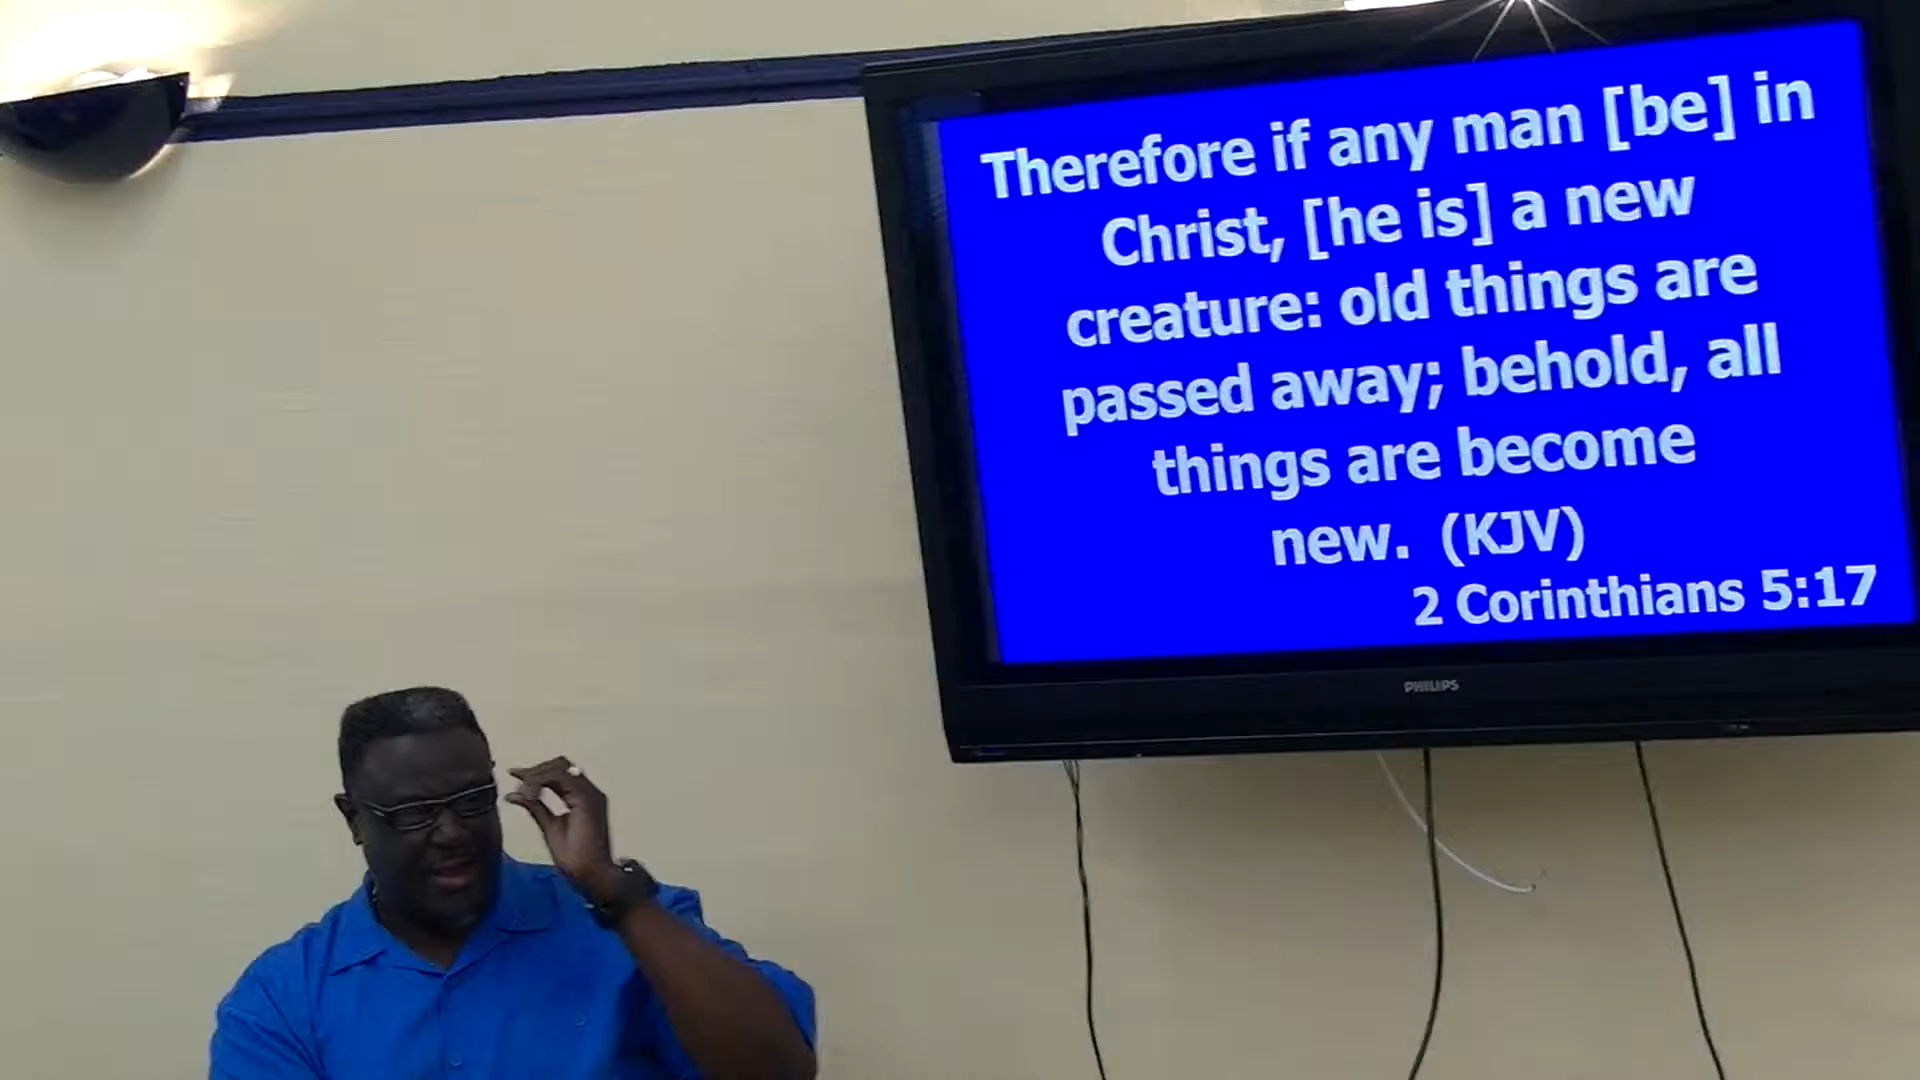 Therefore if any man [be] in
Christ, [he is] a new
creature: old things are
passed away; behold, all
things are become
new. (KJV)
2 Corinthians 5:17
PHILIPS